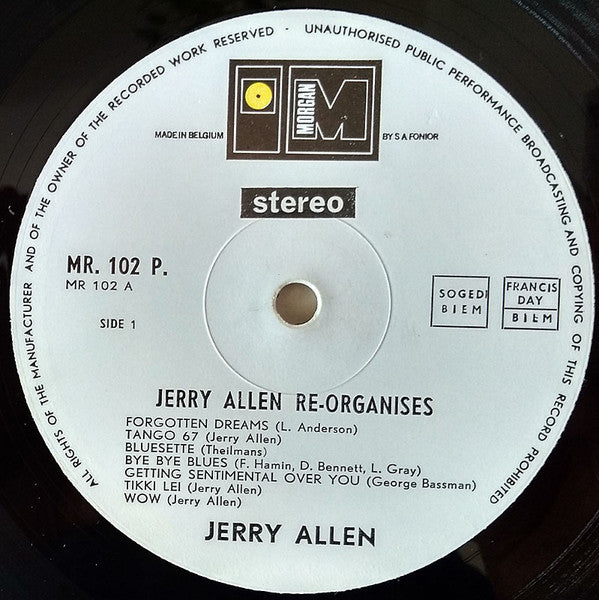 ALL RIGHTS OF THE MANUFACTURER AND OF THE OWNER OF THE RECORDED WORK RESERVED · UNAUTHORISED PUBLIC PERFORMANCE BROADCASTING AND COPYING OF THIS RECORD PROHIBITED
MORGAN
M
MADE IN BELGIUM BY S A FONIOR
stereo
MR. 102 P.
MR 102 A
SIDE 1
SOGEDI
BIEM
FRANCIS
DAY
BIEM
JERRY ALLEN RE-ORGANISES
FORGOTTEN DREAMS (L. Anderson)
TANGO 67 (Jerry Allen)
BLUESETTE (Theilmans)
BYE BYE BLUES (F. Hamin, D. Bennett, L. Gray)
GETTING SENTIMENTAL OVER YOU (George Bassman)
TIKKI LEI (Jerry Allen)
WOW (Jerry Allen)
JERRY ALLEN